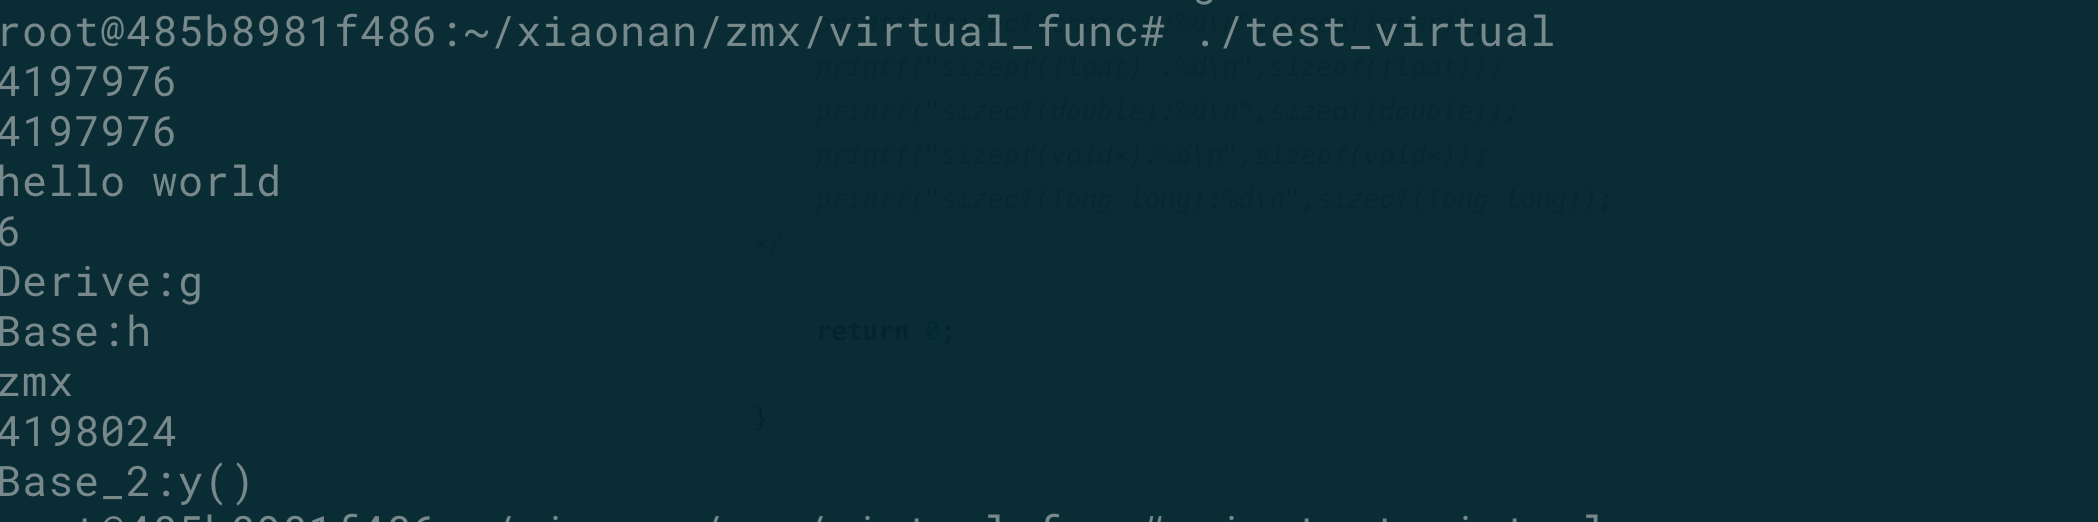 root@485b8981f486:~/xiaonan/zmx/virtual_func# ./test_virtual
printf("sizeof(float) :%d\n",sizeof(float));
4197976
printf("sizeof(double):%d\n",sizeof(double));
4197976
printf("sizeof(void*):%d\n",sizeof(void*));
hello world
printf("sizeof(long long):%d\n",sizeof(long long));
6
*/
Derive:g
Base:h
return 0;
zmx
4198024
}
Base_2:y()